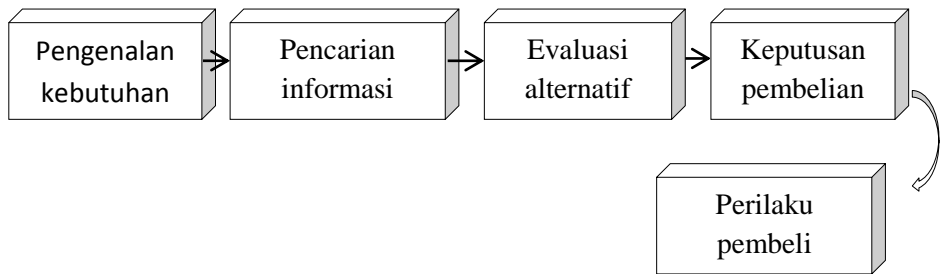 Pengenalan
kebutuhan
Pencarian
informasi
Evaluasi
alternatif
Keputusan
pembelian
Perilaku
pembeli